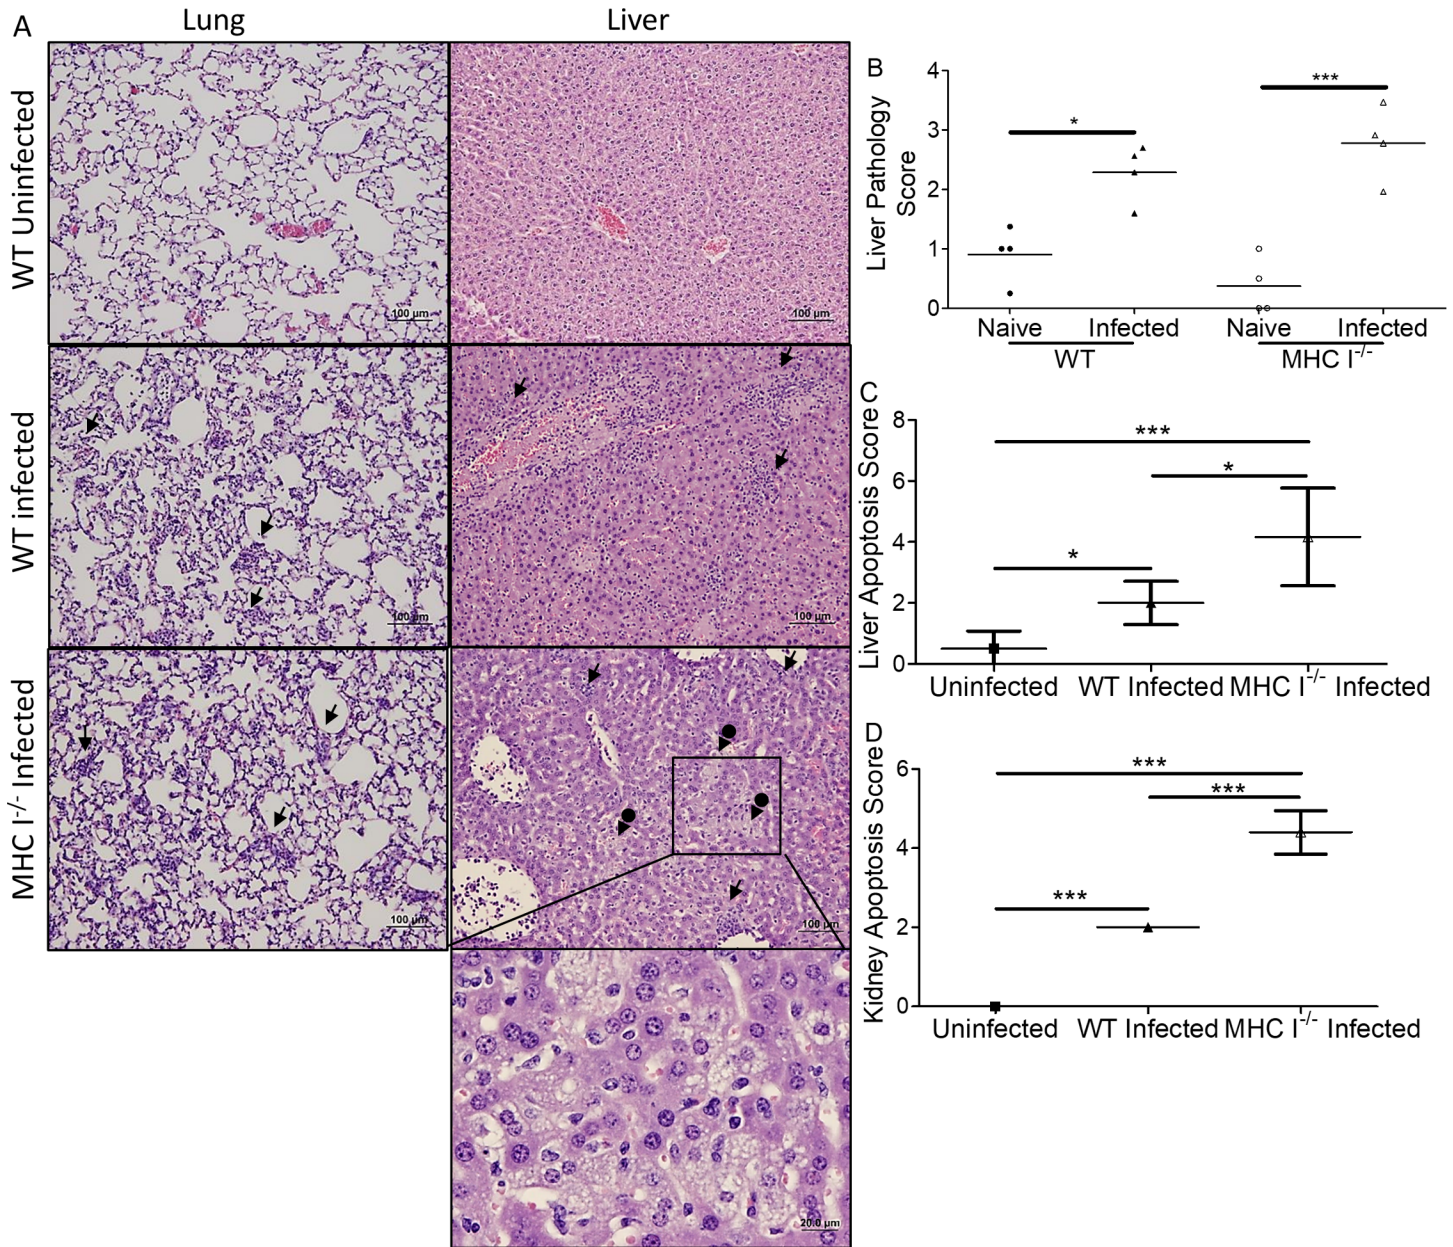 A
Lung
Liver
WT Uninfected
100 µm
100 µm
WT infected
100 µm
100 µm
MHC I-/- Infected
100 µm
100 µm
20.0 µm
B
Liver Pathology
Score
4
3
2
1
0
*
***
Naive
Infected
Naive
Infected
WT
MHC I-/-
C
Liver Apoptosis Score
8
6
4
2
0
***
*
*
Uninfected
WT Infected
MHC I-/- Infected
D
Kidney Apoptosis Score
6
4
2
0
***
***
***
Uninfected
WT Infected
MHC I-/- Infected